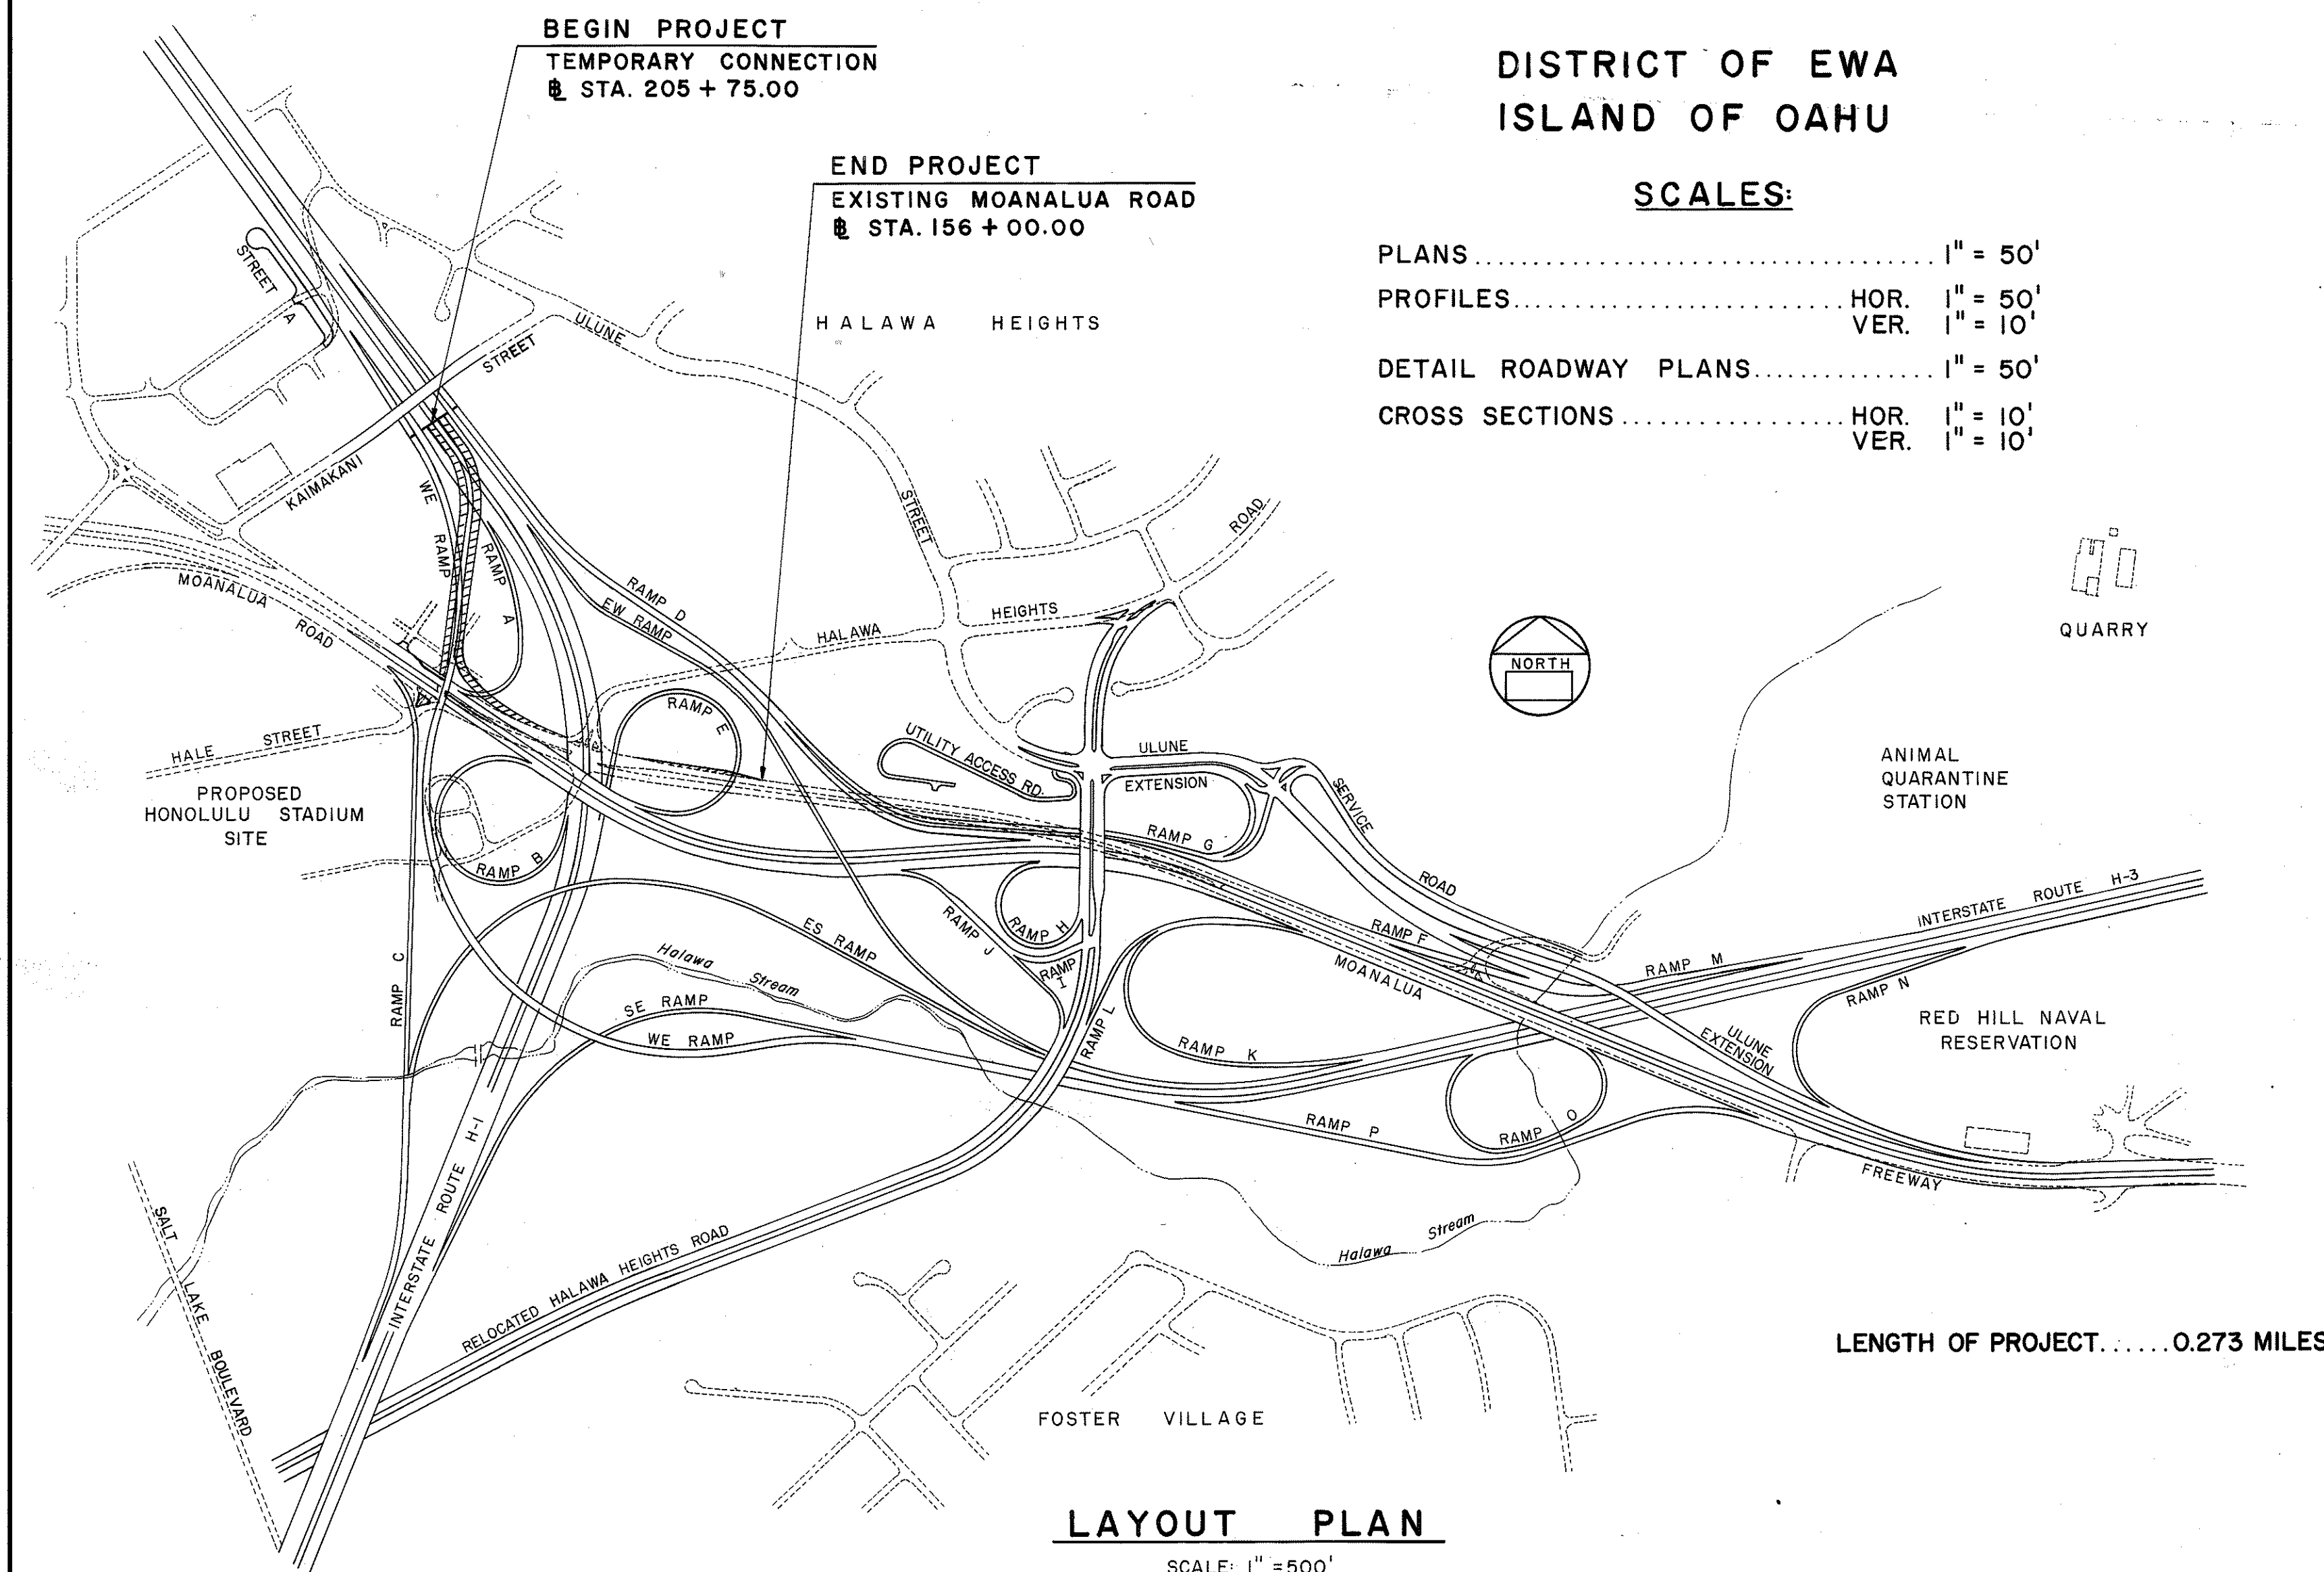 BEGIN PROJECT
TEMPORARY CONNECTION
℄ STA. 205 + 75.00
END PROJECT
EXISTING MOANALUA ROAD
℄ STA. 156 + 00.00
DISTRICT OF EWA
ISLAND OF OAHU
SCALES:
PLANS................................... 1" = 50'
PROFILES......................... HOR. 1" = 50'
VER. 1" = 10'
DETAIL ROADWAY PLANS............... 1" = 50'
CROSS SECTIONS................. HOR. 1" = 10'
VER. 1" = 10'
HALAWA HEIGHTS
STREET A
ULUNE
STREET
KAIMAKANI
STREET
WE RAMP
RAMP A
MOANALUA
ROAD
RAMP D
EW RAMP
HALAWA
HEIGHTS
ROAD
QUARRY
NORTH
HALE STREET
RAMP E
UTILITY ACCESS RD.
ULUNE
EXTENSION
SERVICE
ROAD
ANIMAL
QUARANTINE
STATION
PROPOSED
HONOLULU STADIUM
SITE
RAMP B
RAMP G
RAMP C
ES RAMP
RAMP J
RAMP H
RAMP I
RAMP F
MOANALUA
INTERSTATE ROUTE H-3
RAMP M
RAMP N
Halawa Stream
SE RAMP
WE RAMP
RAMP L
RAMP K
ULUNE
EXTENSION
RED HILL NAVAL
RESERVATION
RAMP P
RAMP O
FREEWAY
INTERSTATE ROUTE H-1
SALT LAKE BOULEVARD
RELOCATED HALAWA HEIGHTS ROAD
Halawa Stream
LENGTH OF PROJECT......0.273 MILES
FOSTER VILLAGE
LAYOUT PLAN
SCALE: 1" = 500'